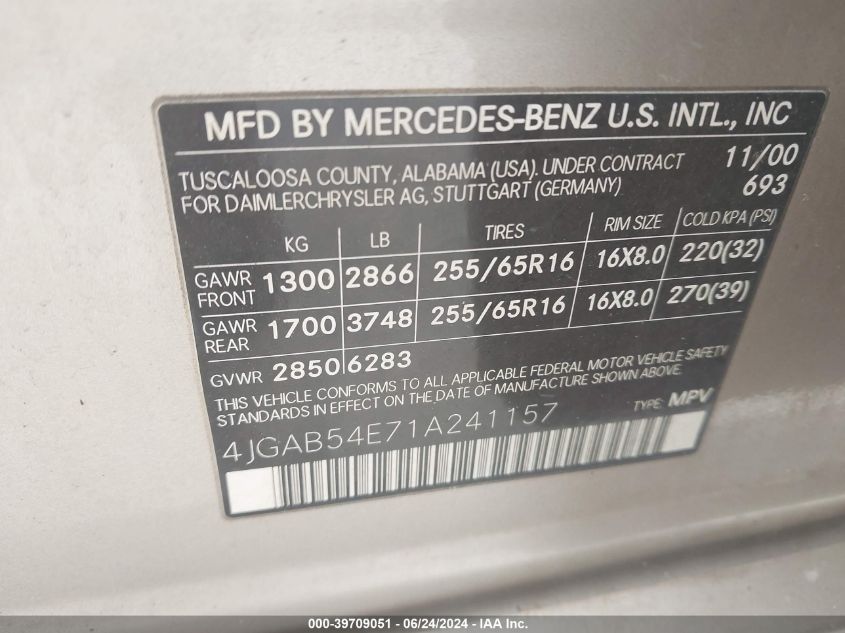 MFD BY MERCEDES-BENZ U.S. INTL., INC
TUSCALOOSA COUNTY, ALABAMA (USA). UNDER CONTRACT 11/00
FOR DAIMLERCHRYSLER AG, STUTTGART (GERMANY) 693
KG LB TIRES RIM SIZE COLD KPA (PSI)
GAWR FRONT 1300 2866 255/65R16 16X8.0 220(32)
GAWR REAR 1700 3748 255/65R16 16X8.0 270(39)
GVWR 2850 6283
THIS VEHICLE CONFORMS TO ALL APPLICABLE FEDERAL MOTOR VEHICLE SAFETY
STANDARDS IN EFFECT ON THE DATE OF MANUFACTURE SHOWN ABOVE.
4JGAB54E71A241157 TYPE: MPV
000-39709051 - 06/24/2024 - IAA Inc.